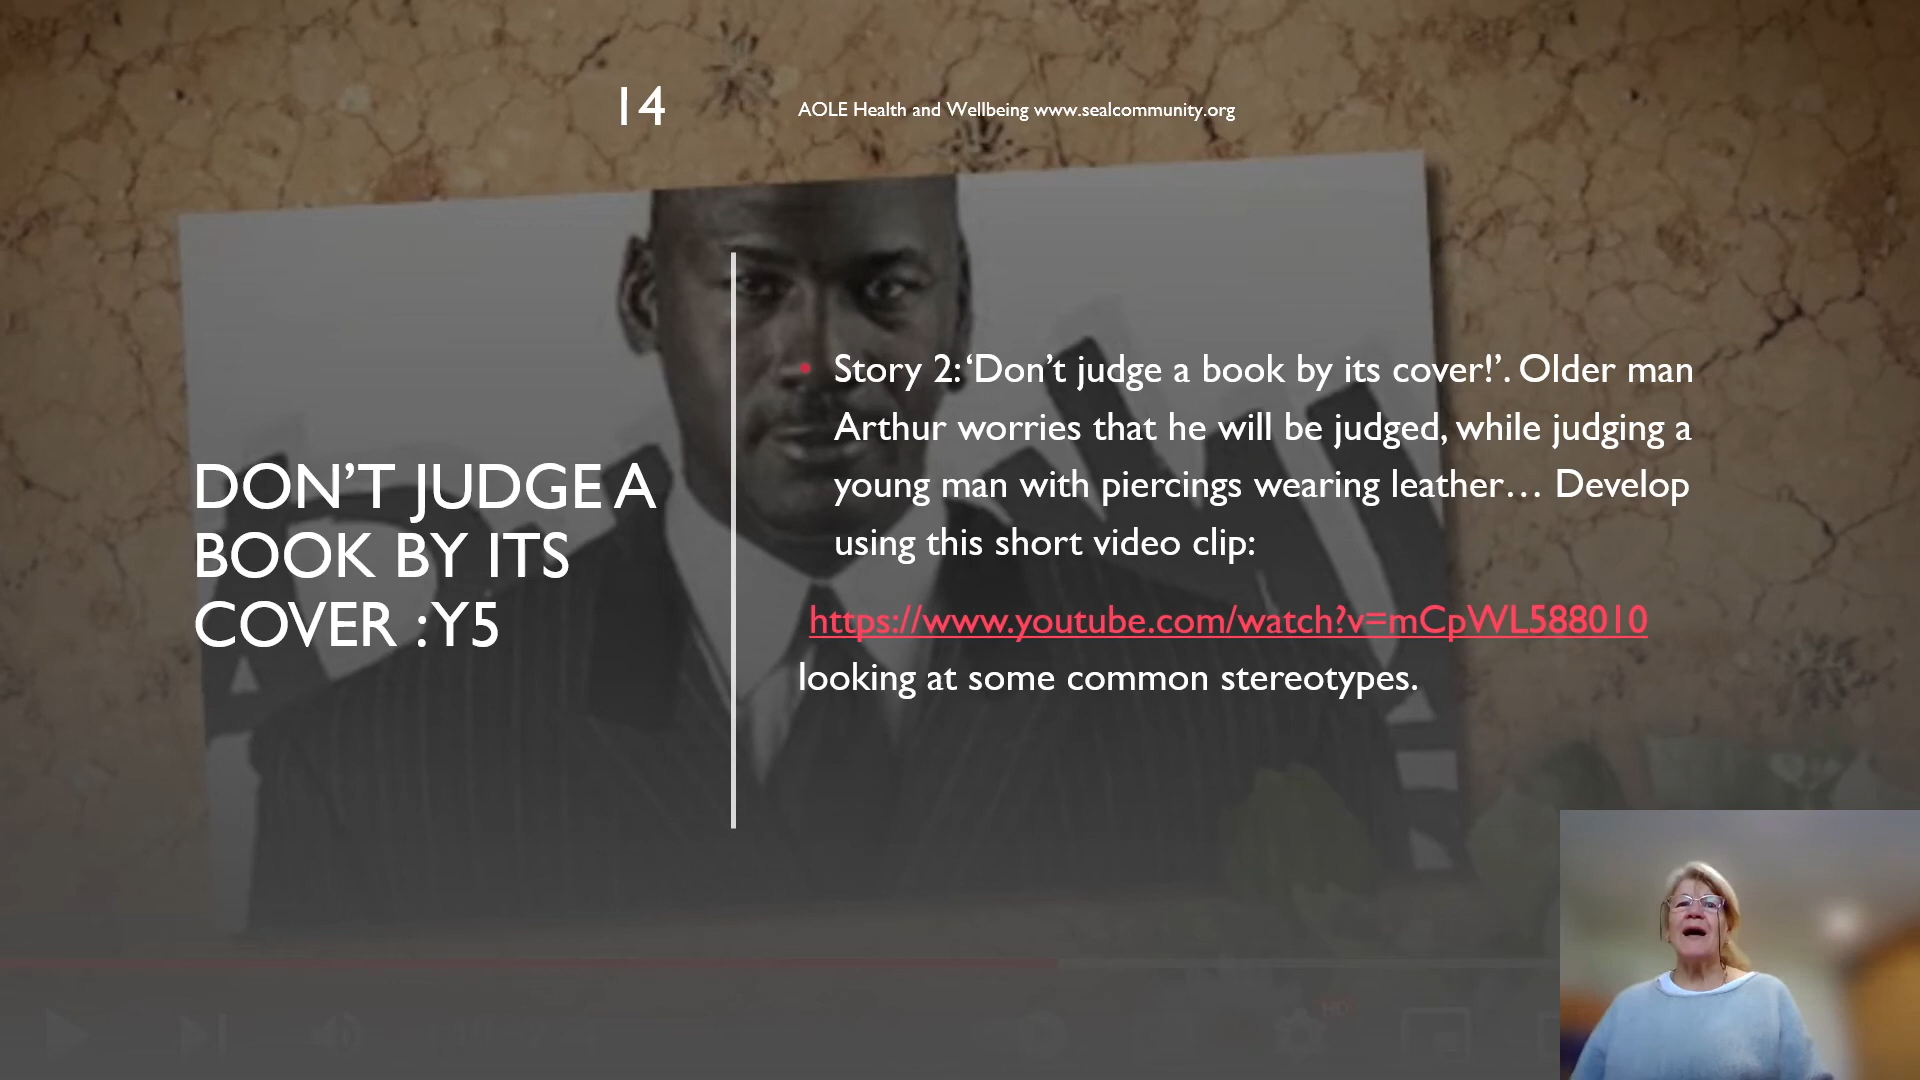 14
AOLE Health and Wellbeing www.sealcommunity.org
DON’T JUDGE A
BOOK BY ITS
COVER :Y5
• Story 2: ‘Don’t judge a book by its cover!’. Older man
Arthur worries that he will be judged, while judging a
young man with piercings wearing leather… Develop
using this short video clip:
https://www.youtube.com/watch?v=mCpWL588010
looking at some common stereotypes.